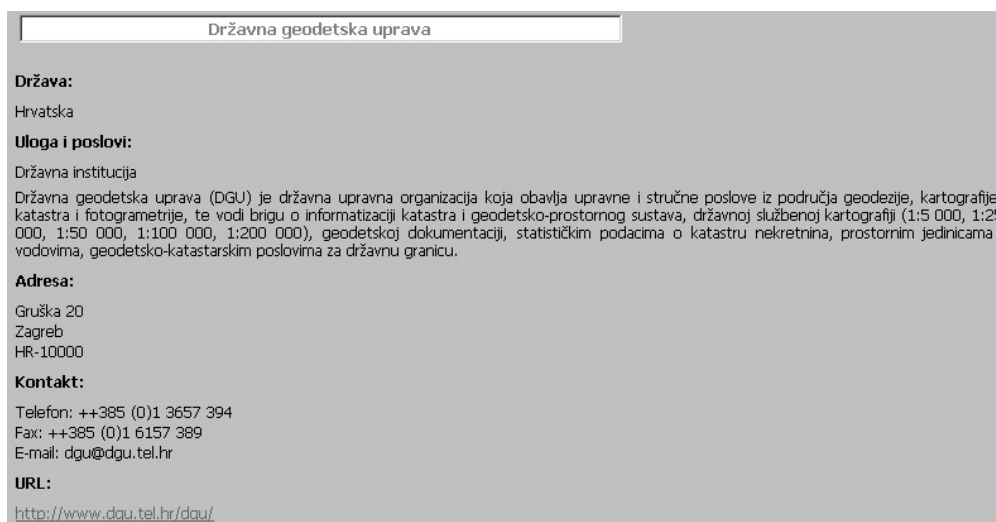 Državna geodetska uprava
Država:
Hrvatska
Uloga i poslovi:
Državna institucija
Državna geodetska uprava (DGU) je državna upravna organizacija koja obavlja upravne i stručne poslove iz područja geodezije, kartografije
katastra i fotogrametrije, te vodi brigu o informatizaciji katastra i geodetsko-prostornog sustava, državnoj službenoj kartografiji (1:5 000, 1:25
000, 1:50 000, 1:100 000, 1:200 000), geodetskoj dokumentaciji, statističkim podacima o katastru nekretnina, prostornim jedinicama
vodovima, geodetsko-katastarskim poslovima za državnu granicu.
Adresa:
Gruška 20
Zagreb
HR-10000
Kontakt:
Telefon: ++385 (0)1 3657 394
Fax: ++385 (0)1 6157 389
E-mail: dgu@dgu.tel.hr
URL:
http://www.dgu.tel.hr/dgu/